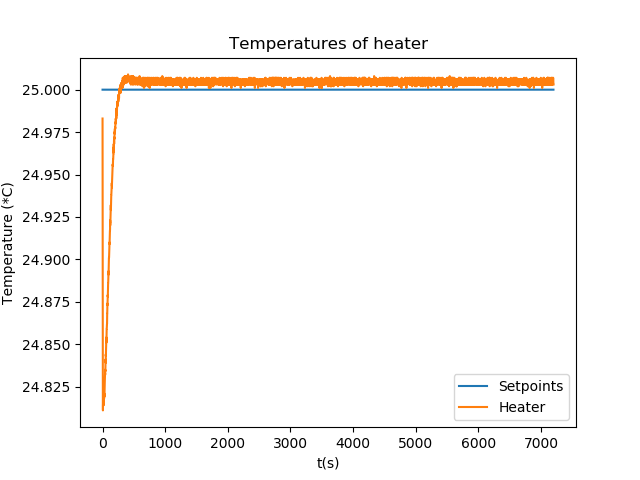 Temperatures of heater
Temperature (*C)
25.000
24.975
24.950
24.925
24.900
24.875
24.850
24.825
0 1000 2000 3000 4000 5000 6000 7000
t(s)
Setpoints
Heater